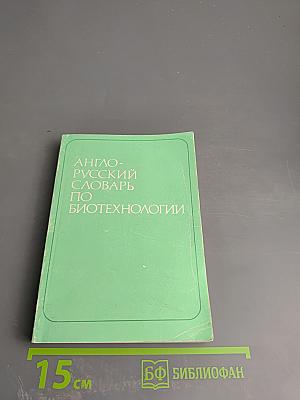 АНГЛО-
РУССКИЙ
СЛОВАРЬ
ПО
БИОТЕХНОЛОГИИ
15 см
БФ БИБЛИОФАН